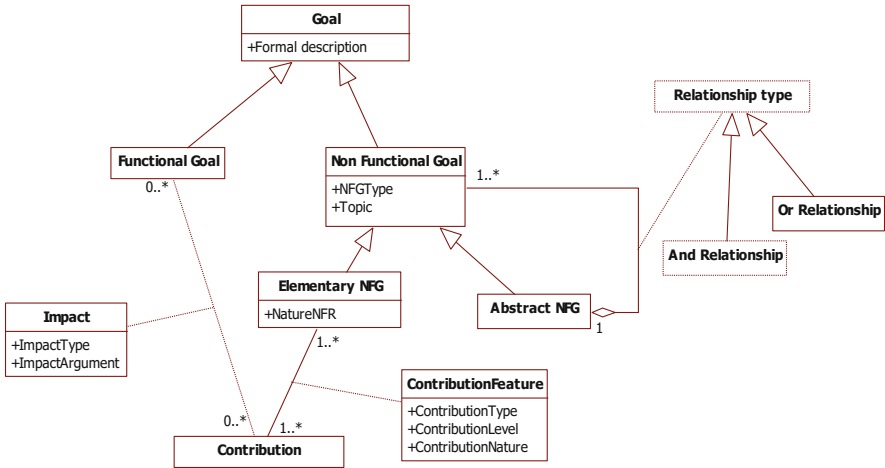 Goal
+Formal description
Relationship type
Functional Goal
Non Functional Goal
0..*
1..*
+NFGType
+Topic
Or Relationship
And Relationship
Elementary NFG
Abstract NFG
+NatureNFR
Impact
1
+ImpactType
1..*
+ImpactArgument
ContributionFeature
+ContributionType
0..*
1..*
+ContributionLevel
Contribution
+ContributionNature